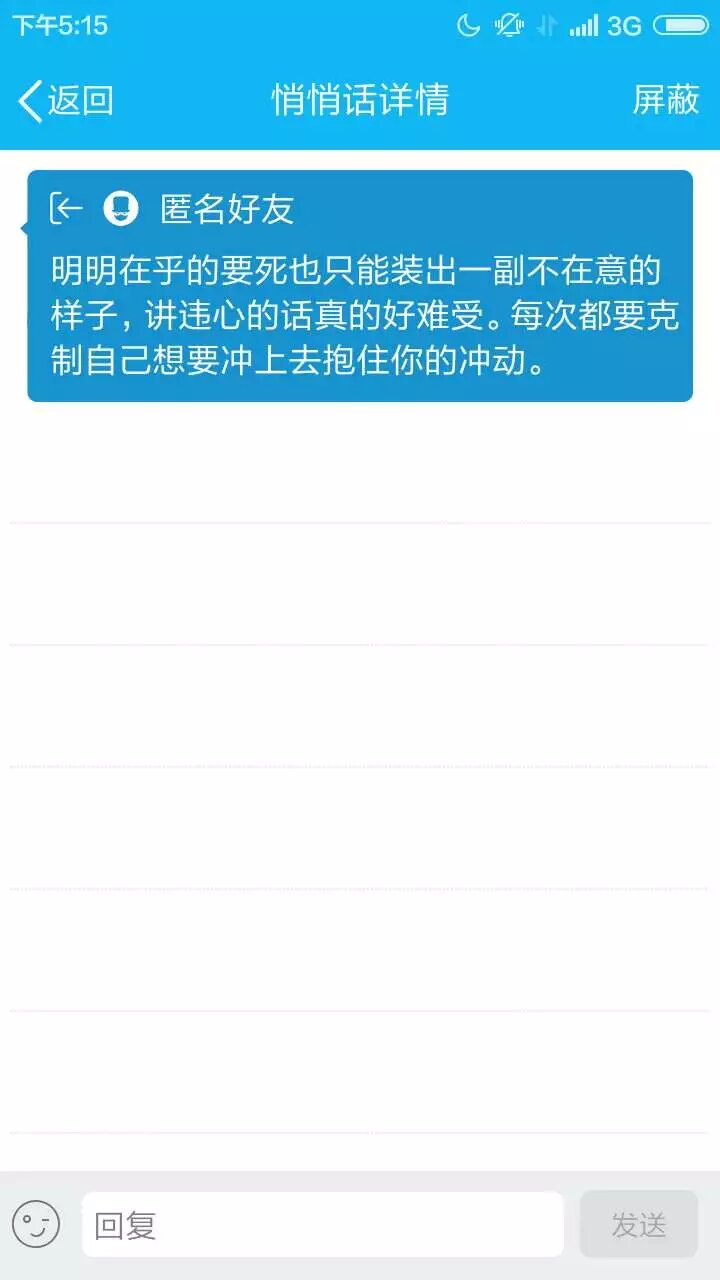 下午5:15
3G
返回
悄悄话详情
屏蔽
匿名好友
明明在乎的要死也只能装出一副不在意的
样子，讲违心的话真的好难受。每次都要克
制自己想要冲上去抱住你的冲动。
回复
发送